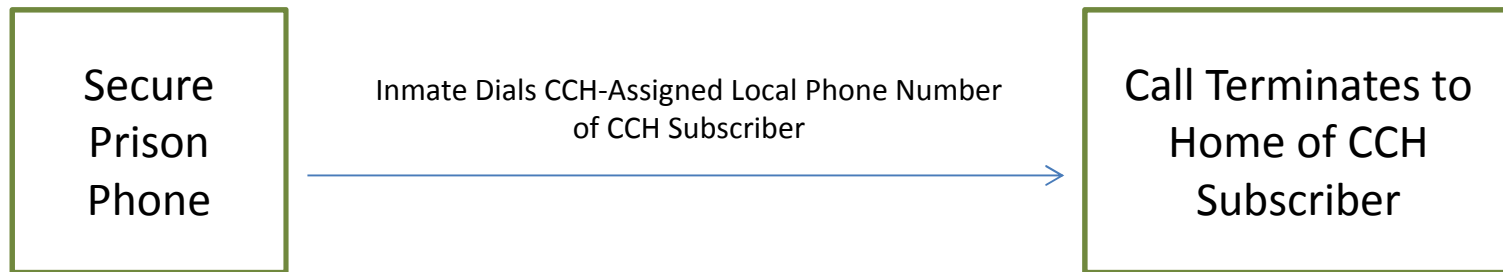 Secure
Prison
Phone
Inmate Dials CCH-Assigned Local Phone Number
of CCH Subscriber
Call Terminates to
Home of CCH
Subscriber